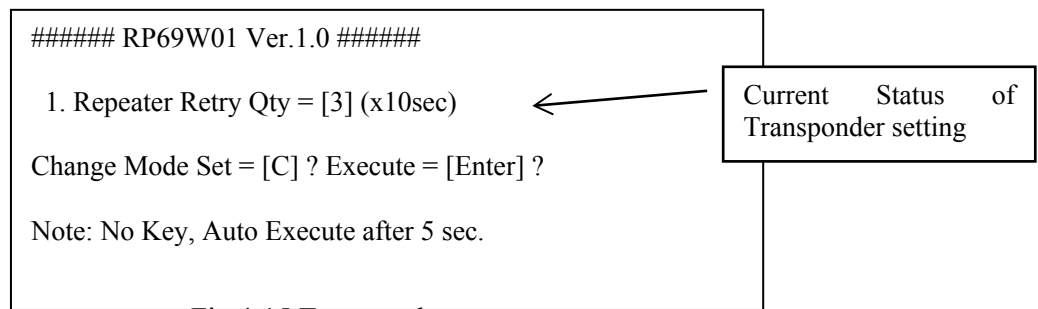 ###### RP69W01 Ver.1.0 ######
1. Repeater Retry Qty = [3] (x10sec)
Current Status of
Transponder setting
Change Mode Set = [C] ? Execute = [Enter] ?
Note: No Key, Auto Execute after 5 sec.